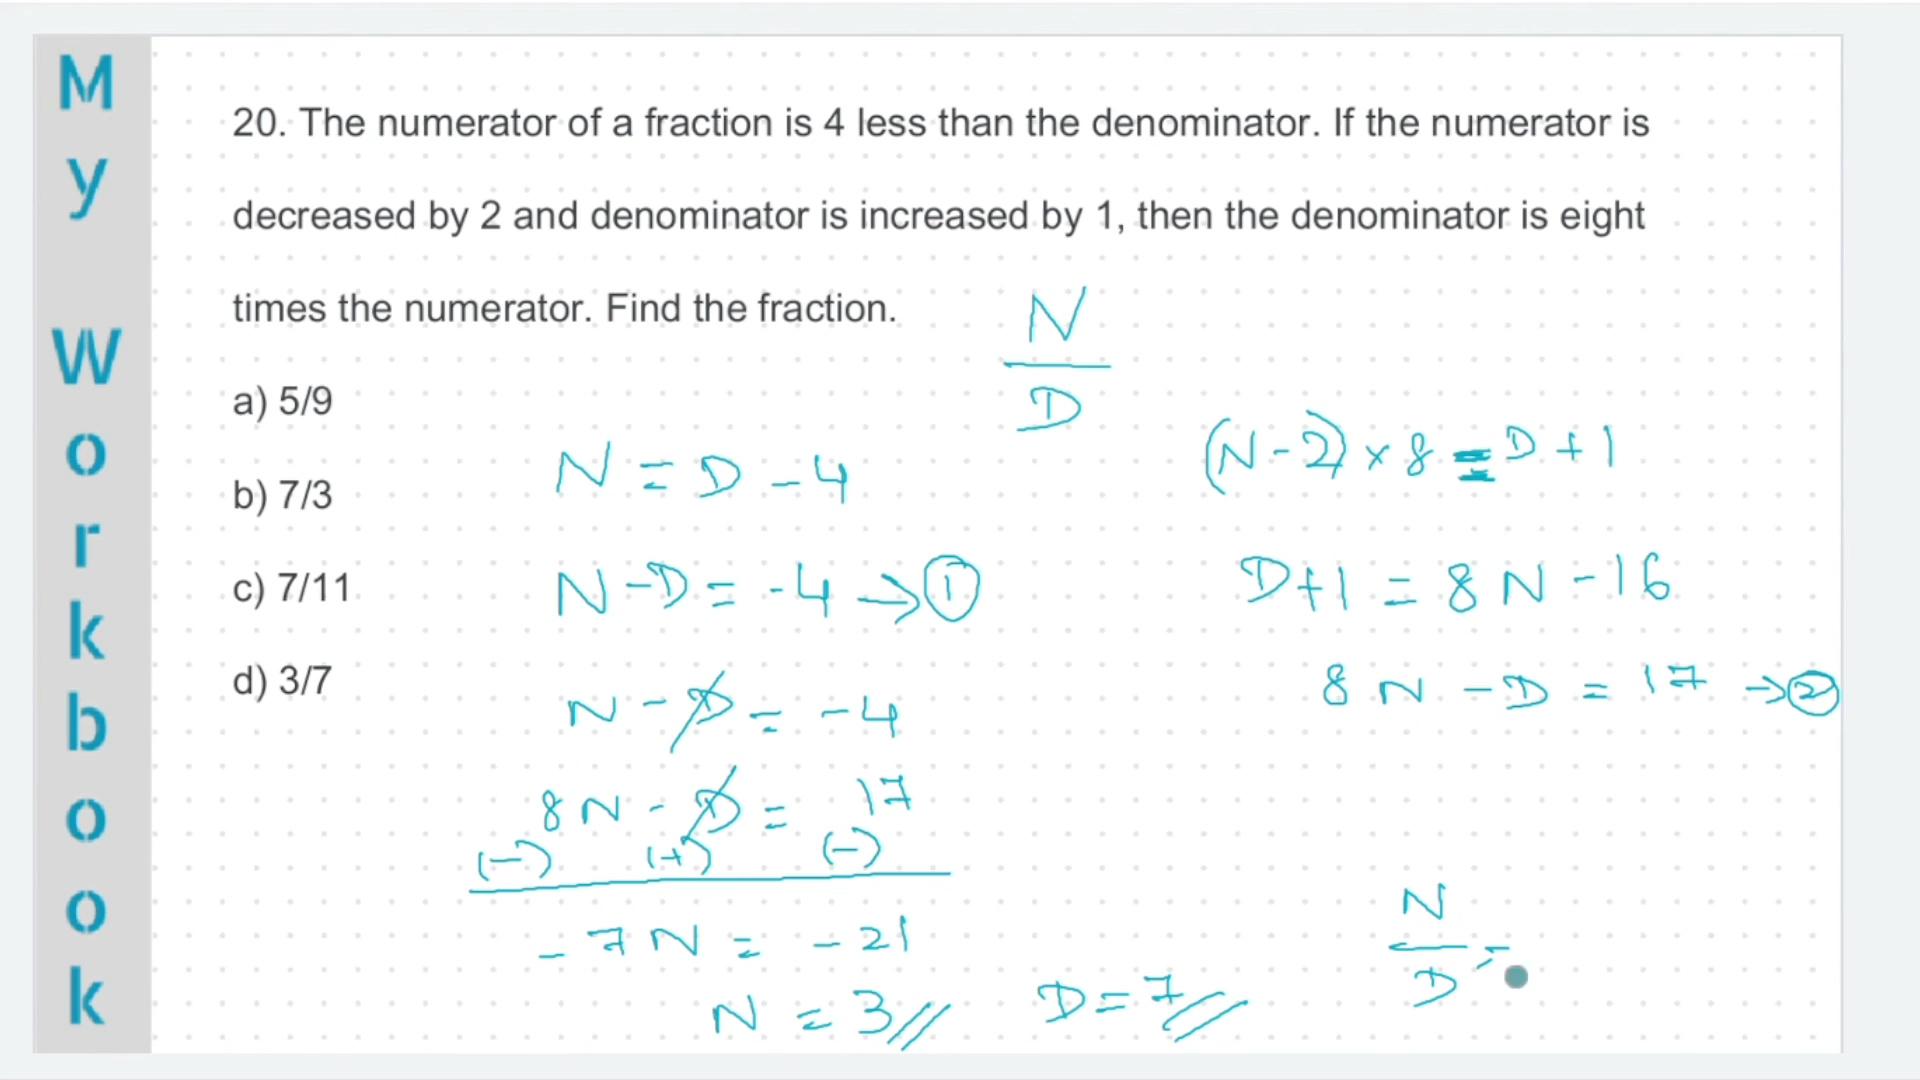 My Workbook
20. The numerator of a fraction is 4 less than the denominator. If the numerator is
decreased by 2 and denominator is increased by 1, then the denominator is eight
times the numerator. Find the fraction.
a) 5/9
b) 7/3
c) 7/11
d) 3/7
N
D
N = D - 4
N - D = -4 → ①
N - D = -4
8N - D = 17
(-) (+) (-)
-7N = -21
N = 3//
D = 7//
(N - 2) × 8 = D + 1
D + 1 = 8N - 16
8N - D = 17 → ②
N
D =